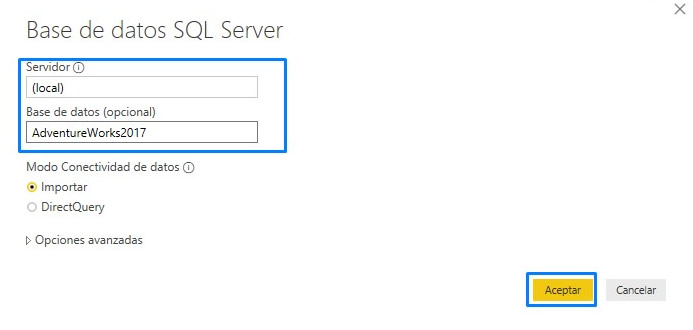 Base de datos SQL Server
Servidor
(local)
Base de datos (opcional)
AdventureWorks2017
Modo Conectividad de datos
Importar
DirectQuery
Opciones avanzadas
Aceptar Cancelar